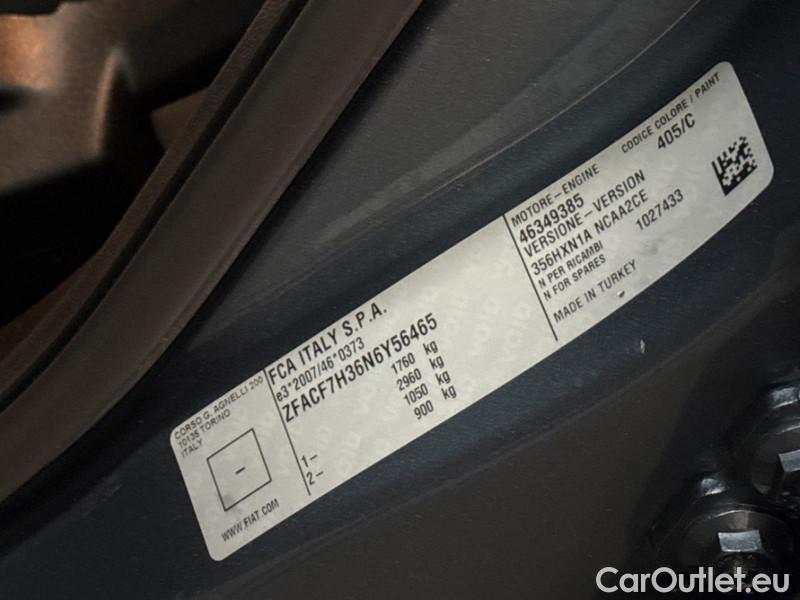 CORSO G. AGNELLI 200
10135 TORINO
ITALY
-
WWW.FIAT.COM
FCA ITALY S.P.A.
e3*2007/46*0373
ZFACF7H36N6Y56465
1760 kg
2960 kg
1- 1050 kg
2- 900 kg
MOTORE-ENGINE
46349385
VERSIONE-VERSION
356HXN1A NCAA2CE
N PER RICAMBI
N FOR SPARES 1027433
MADE IN TURKEY
CODICE COLORE / PAINT
405/C
VOID
CarOutlet.eu